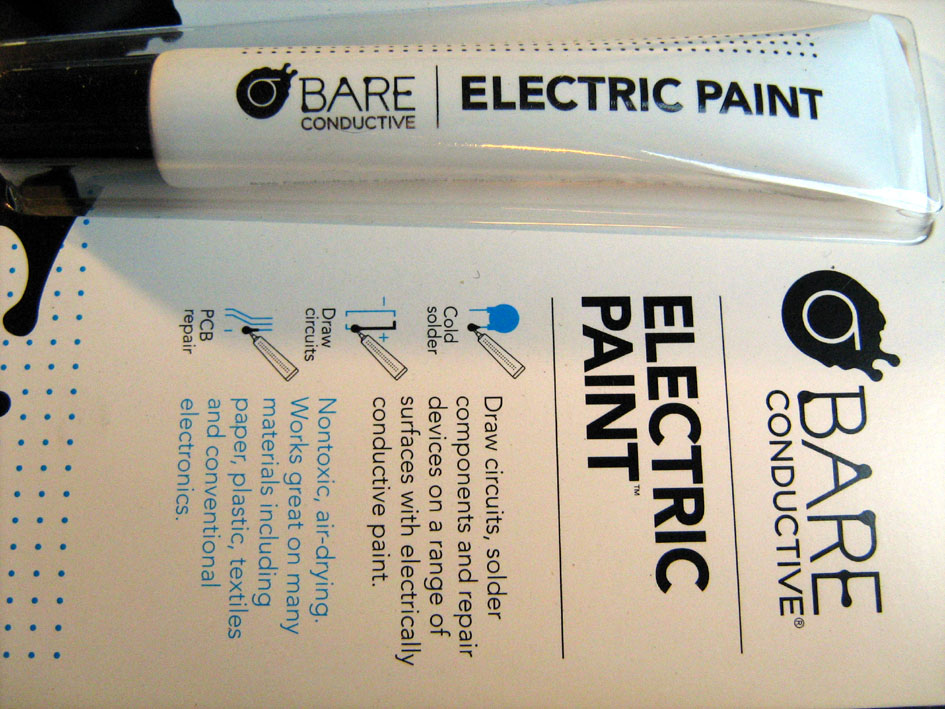 BARE
CONDUCTIVE
ELECTRIC PAINT
BARE
CONDUCTIVE®
ELECTRIC
PAINT™
Draw circuits, solder
components and repair
devices on a range of
surfaces with electrically
conductive paint.
Nontoxic, air-drying.
Works great on many
materials including
paper, plastic, textiles
and conventional
electronics.
Cold
solder
Draw
circuits
PCB
repair